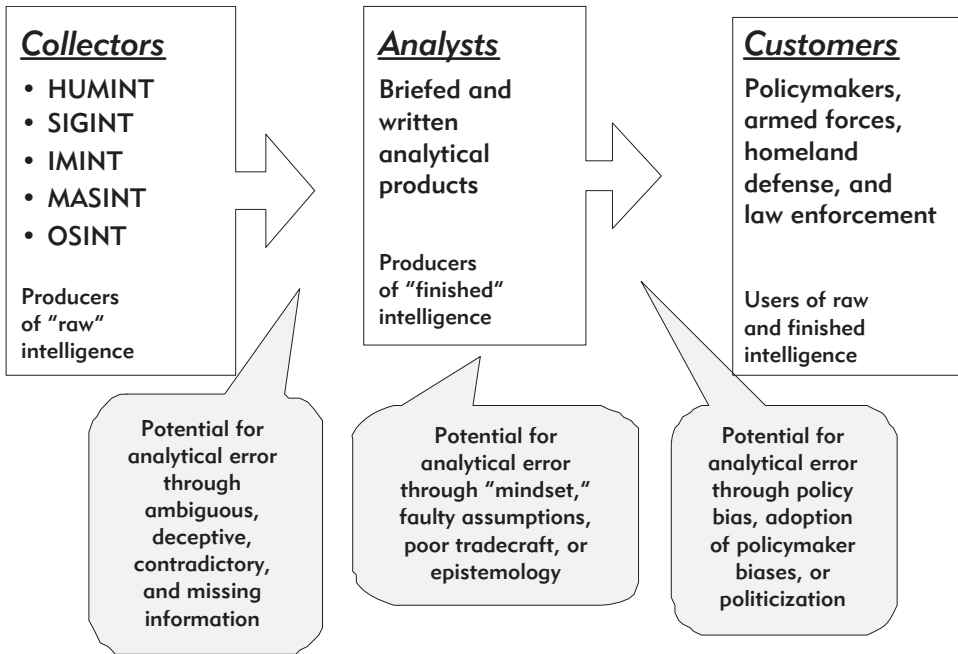 Collectors
• HUMINT
• SIGINT
• IMINT
• MASINT
• OSINT
Producers
of “raw“
intelligence
Analysts
Briefed and
written
analytical
products
Producers
of “finished“
intelligence
Customers
Policymakers,
armed forces,
homeland
defense, and
law enforcement
Users of raw
and finished
intelligence
Potential for
analytical error
through
ambiguous,
deceptive,
contradictory,
and missing
information
Potential for
analytical error
through “mindset,“
faulty assumptions,
poor tradecraft, or
epistemology
Potential for
analytical error
through policy
bias, adoption
of policymaker
biases, or
politicization